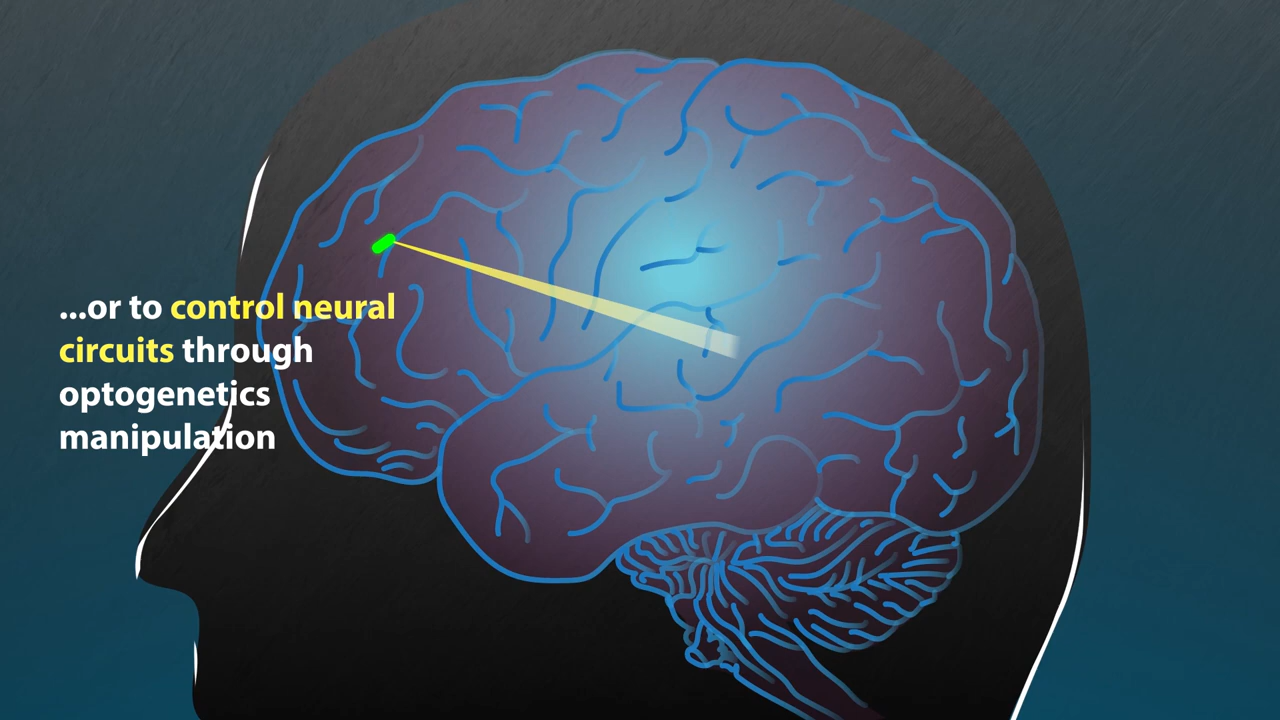 ...or to control neural
circuits through
optogenetics
manipulation